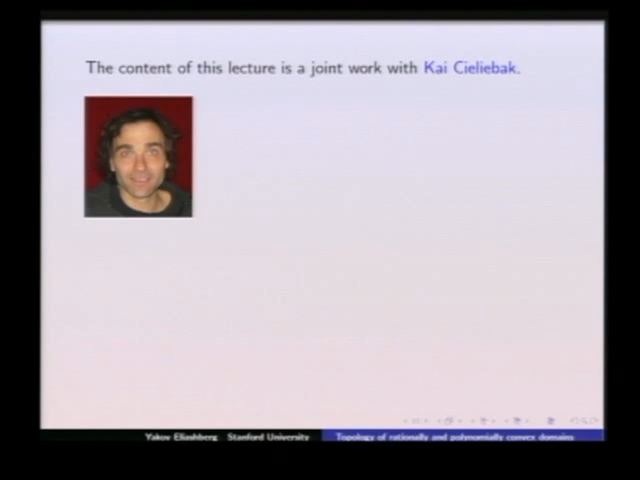 The content of this lecture is a joint work with Kai Cieliebak.
Yakov Eliashberg Stanford University Topology of rationally and polynomially convex domains